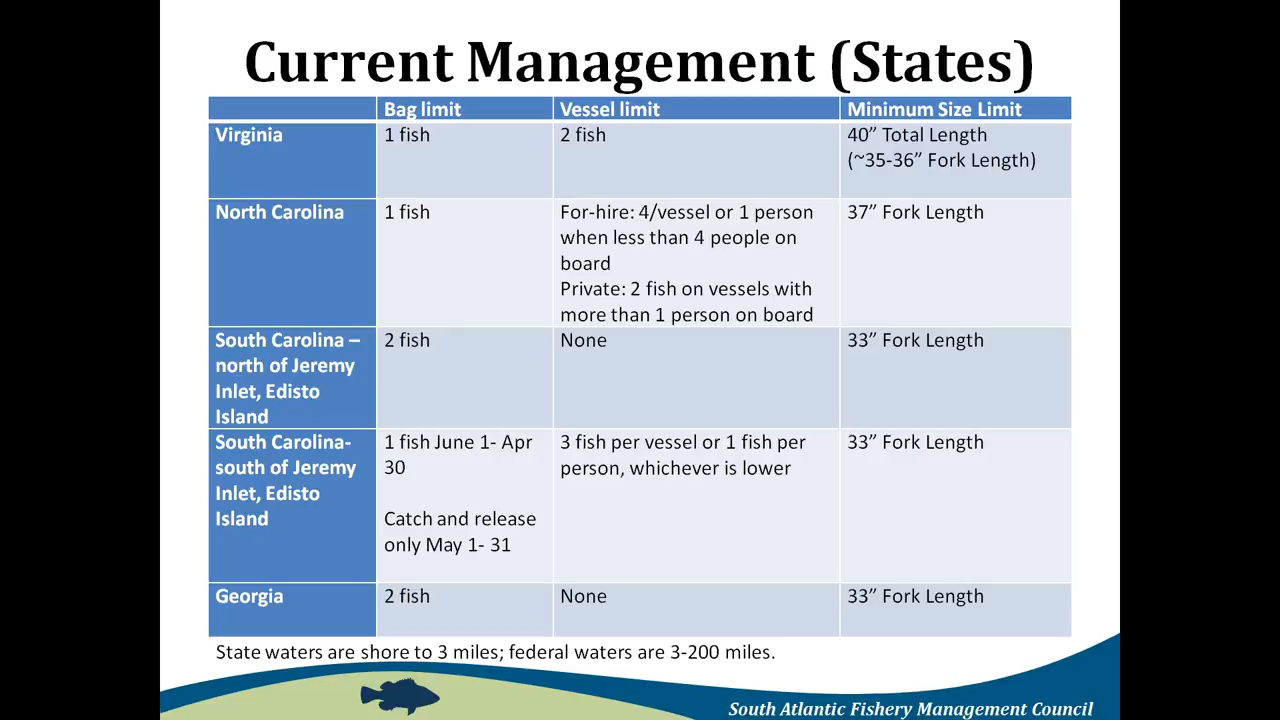 Current Management (States)
Bag limit
Vessel limit
Minimum Size Limit
Virginia
1 fish
2 fish
40” Total Length
(~35-36” Fork Length)
North Carolina
1 fish
For-hire: 4/vessel or 1 person
when less than 4 people on
board
Private: 2 fish on vessels with
more than 1 person on board
37” Fork Length
South Carolina –
north of Jeremy
Inlet, Edisto
Island
2 fish
None
33” Fork Length
South Carolina-
south of Jeremy
Inlet, Edisto
Island
1 fish June 1- Apr
30
Catch and release
only May 1- 31
3 fish per vessel or 1 fish per
person, whichever is lower
33” Fork Length
Georgia
2 fish
None
33” Fork Length
State waters are shore to 3 miles; federal waters are 3-200 miles.
South Atlantic Fishery Management Council